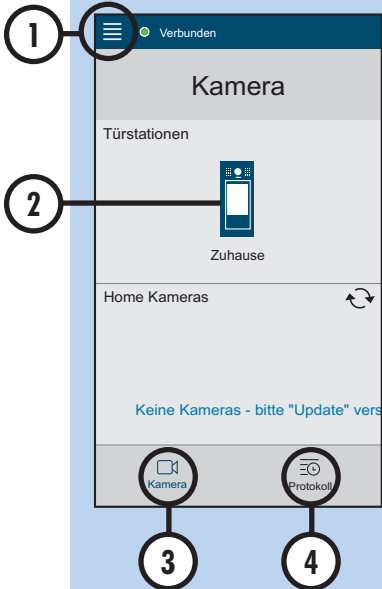 1
Verbunden
Kamera
Türstationen
2
Zuhause
Home Kameras
Keine Kameras - bitte "Update" vers
Kamera
Protokoll
3
4